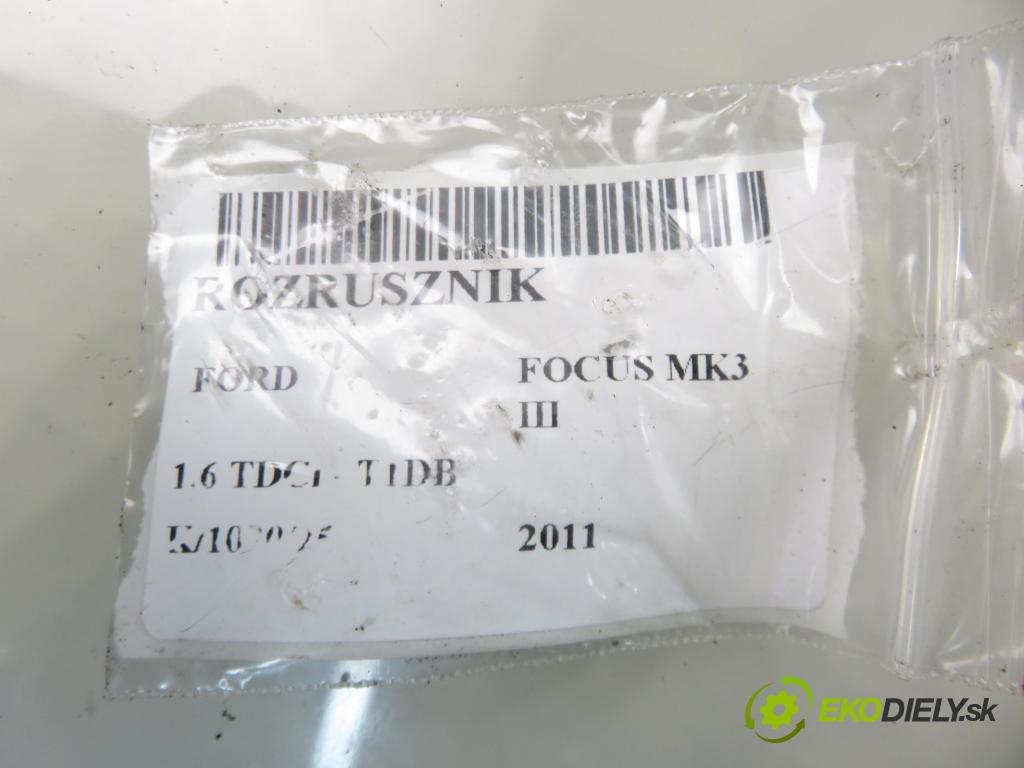 ROZRUSZNIK
FORD FOCUS MK3
III
1.6 TDCi - T1DB
2011
EKODIELY.sk